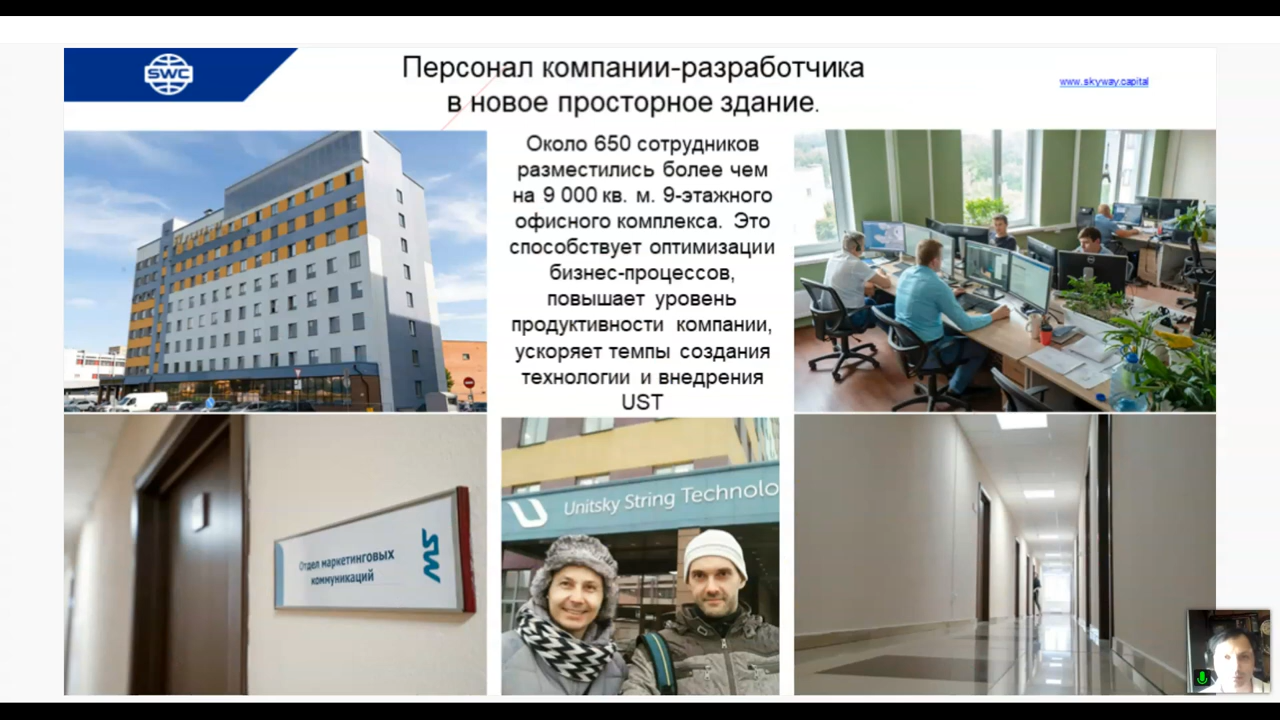 SWC
Персонал компании-разработчика
в новое просторное здание.
www.skyway.capital
Около 650 сотрудников
разместились более чем
на 9 000 кв. м. 9-этажного
офисного комплекса. Это
способствует оптимизации
бизнес-процессов,
повышает уровень
продуктивности компании,
ускоряет темпы создания
технологии и внедрения
UST
Отдел маркетинговых
коммуникаций
Unitsky String Technolo